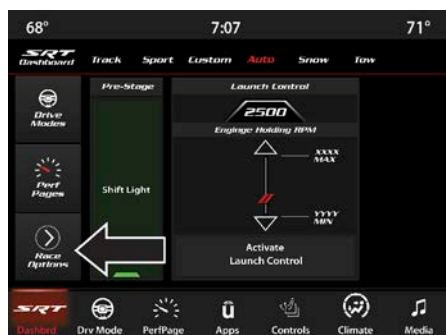 68°
7:07
71°
SRT
Dashboard
Track
Sport
Custom
Auto
Snow
Tow
Drive
Modes
Perf
Pages
Race
Options
Pre-Stage
Shift Light
Launch Control
2500
Enginge Holding RPM
XXXX
MAX
YYYY
MIN
Activate
Launch Control
SRT
Dashbrd
Drv Mode
PerfPage
Apps
Controls
Climate
Media